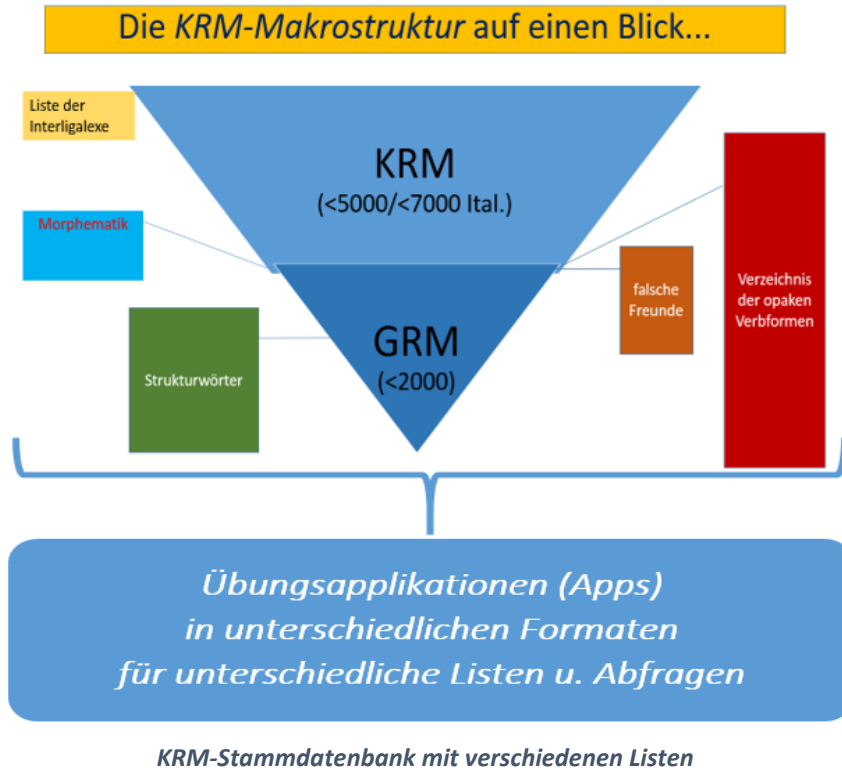 Die KRM-Makrostruktur auf einen Blick...
Liste der
Interligalexe
KRM
(<5000/<7000 Ital.)
Morphematik
falsche
Freunde
Verzeichnis
der opaken
Verbformen
GRM
(<2000)
Strukturwörter
Übungsapplikationen (Apps)
in unterschiedlichen Formaten
für unterschiedliche Listen u. Abfragen
KRM-Stammdatenbank mit verschiedenen Listen